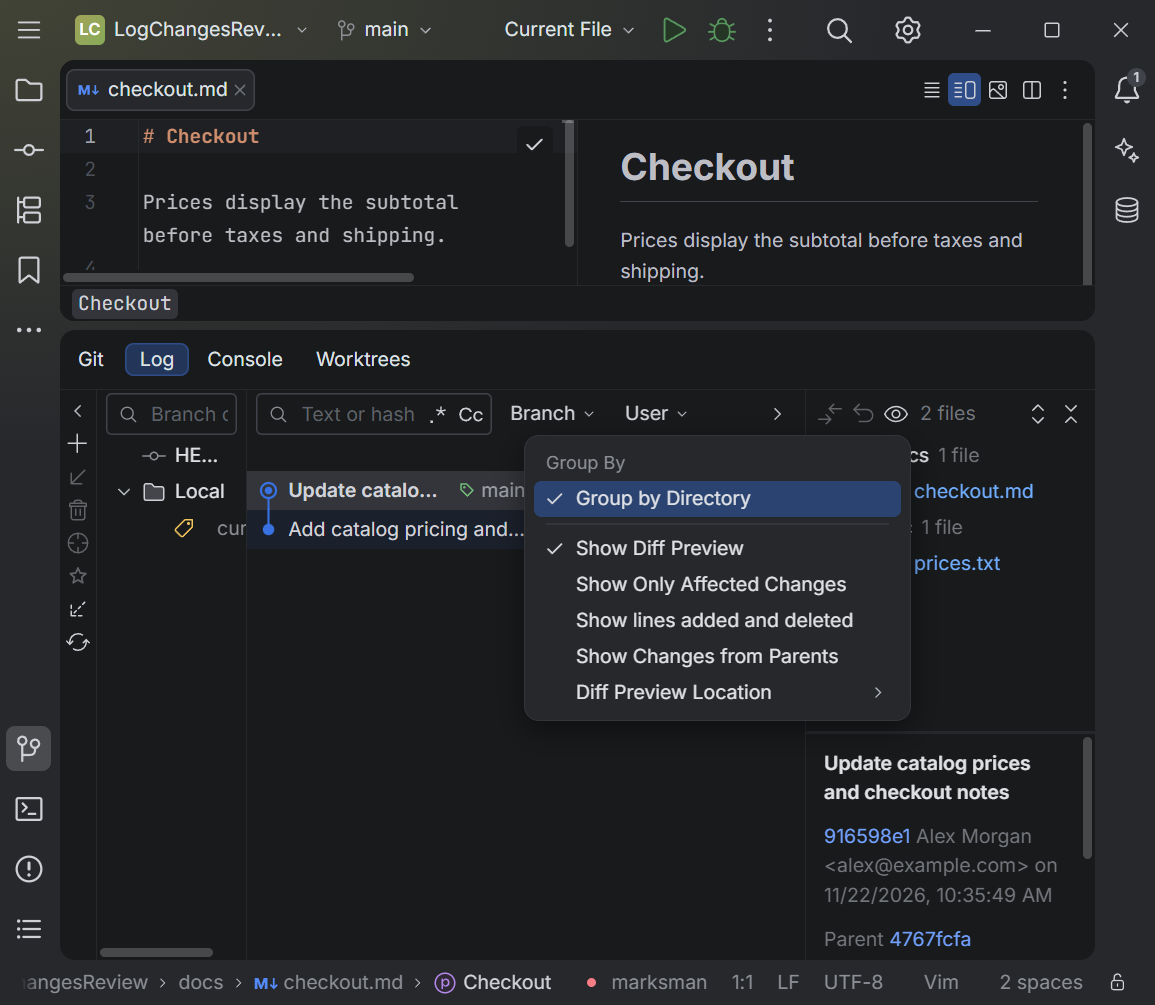 LC LogChangesRev... main Current File
M↓ checkout.md
1
1 # Checkout
2
3 Prices display the subtotal
before taxes and shipping.
4
Checkout
Prices display the subtotal before taxes and
shipping.
Checkout
Git Log Console Worktrees
Branch
Text or hash .* Cc Branch User
2 files
HE...
Local
cur
Update catalo... main
Add catalog pricing and...
Group By
Group by Directory
Show Diff Preview
Show Only Affected Changes
Show lines added and deleted
Show Changes from Parents
Diff Preview Location
cs 1 file
checkout.md
1 file
prices.txt
Update catalog prices
and checkout notes
916598e1 Alex Morgan
<alex@example.com> on
11/22/2026, 10:35:49 AM
Parent 4767fcfa
angesReview › docs › M↓ checkout.md › p Checkout marksman 1:1 LF UTF-8 Vim 2 spaces